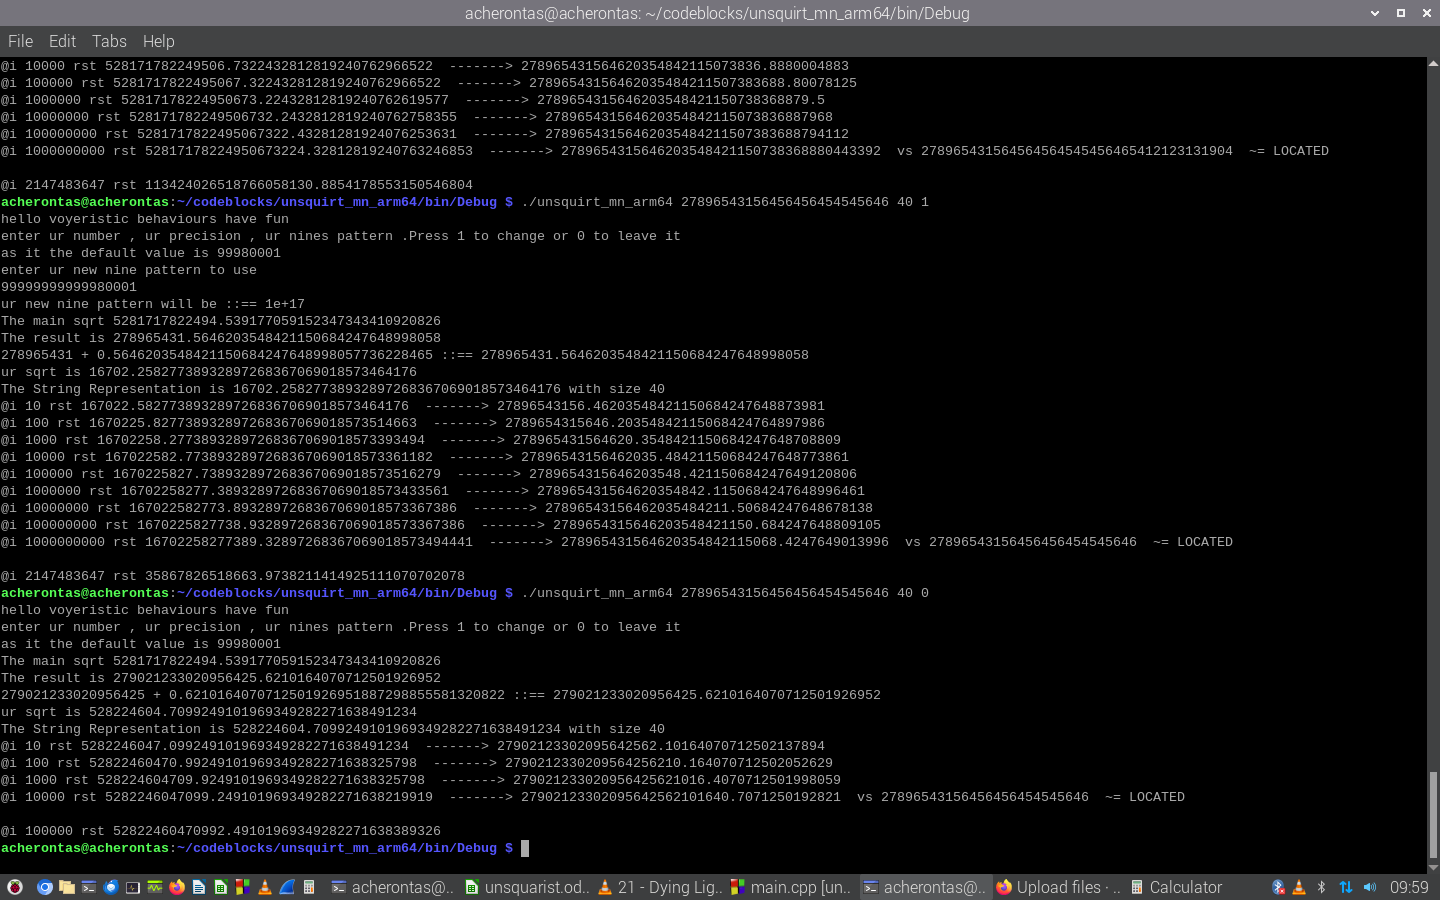 acherontas@acherontas: ~/codeblocks/unsquirt_mn_arm64/bin/Debug
File Edit Tabs Help
@i 10000 rst 528171782249506.7322432812819240762966522 -------> 278965431564620354842115073836.8880004883
@i 100000 rst 5281717822495067.322432812819240762966522 -------> 27896543156462035484211507383688.80078125
@i 1000000 rst 52817178224950673.22432812819240762619577 -------> 2789654315646203548421150738368879.5
@i 10000000 rst 528171782249506732.2432812819240762758355 -------> 278965431564620354842115073836887968
@i 100000000 rst 5281717822495067322.432812819240762​53631 -------> 27896543156462035484211507383688794112
@i 1000000000 rst 52817178224950673224.32812819240763246853 -------> 2789654315646203548421150738368880443392 vs 278965431564564564545456465412123131904 ~= LOCATED
@i 2147483647 rst 113424026518766058130.8854178553150546804
acherontas@acherontas:~/codeblocks/unsquirt_mn_arm64/bin/Debug $ ./unsquirt_mn_arm64 27896543156456456454545646 40 1
hello voyeristic behaviours have fun
enter ur number , ur precision , ur nines pattern .Press 1 to change or 0 to leave it
as it the default value is 99980001
enter ur new nine pattern to use
99999999999980001
ur new nine pattern will be ::== 1e+17
The main sqrt 5281717822494.539177059152347343410920826
The result is 278965431.5646203548421150684247648998058
278965431 + 0.5646203548421150684247648998057736228465 ::== 278965431.5646203548421150684247648998058
ur sqrt is 16702.25827738932897268367069018573464176
The String Representation is 16702.25827738932897268367069018573464176 with size 40
@i 10 rst 167022.5827738932897268367069018573464176 -------> 27896543156.46203548421150684247648873981
@i 100 rst 1670225.827738932897268367069018573514663 -------> 2789654315646.203548421150684247648​97986
@i 1000 rst 16702258.27738932897268367069018573393494 -------> 278965431564620.3548421150684247648708809
@i 10000 rst 167022582.7738932897268367069018573361182 -------> 27896543156462035.48421150684247648773861
@i 100000 rst 1670225827.738932897268367069018573516279 -------> 2789654315646203548.421150684247649120806
@i 1000000 rst 16702258277.38932897268367069018573433561 -------> 278965431564620354842.1150684247648996461
@i 10000000 rst 167022582773.8932897268367069018573367386 -------> 27896543156462035484211.50684247648678138
@i 100000000 rst 1670225827738.932897268367069018573367386 -------> 2789654315646203548421150.684247648809105
@i 1000000000 rst 16702258277389.32897268367069018573494441 -------> 278965431564620354842115068.4247649013996 vs 27896543156456456454545646 ~= LOCATED
@i 2147483647 rst 35867826518663.97382114149251110​70702078
acherontas@acherontas:~/codeblocks/unsquirt_mn_arm64/bin/Debug $ ./unsquirt_mn_arm64 27896543156456456454545646 40 0
hello voyeristic behaviours have fun
enter ur number , ur precision , ur nines pattern .Press 1 to change or 0 to leave it
as it the default value is 99980001
The main sqrt 5281717822494.539177059152347343410920826
The result is 279021233020956425.6210164070712501926952
279021233020956425 + 0.6210164070712501926951887298855581320822 ::== 279021233020956425.6210164070712501926952
ur sqrt is 528224604.7099249101969349282271638491234
The String Representation is 528224604.7099249101969349282271638491234 with size 40
@i 10 rst 5282246047.099249101969349282271638491234 -------> 27902123302095642562.10164070712502137894
@i 100 rst 52822460470.99249101969349282271638325798 -------> 2790212330209564256210.164070712502052629
@i 1000 rst 528224604709.9249101969349282271638325798 -------> 279021233020956425621016.4070712501998059
@i 10000 rst 5282246047099.249101969349282271638219919 -------> 27902123302095642562101640.7071250192821 vs 27896543156456456454545646 ~= LOCATED
@i 100000 rst 52822460470992.49101969349282271638389326
acherontas@acherontas:~/codeblocks/unsquirt_mn_arm64/bin/Debug $
acherontas@.. unsquarist.od.. 21 - Dying Lig.. main.cpp [un.. acherontas@.. Upload files · .. Calculator 09:59